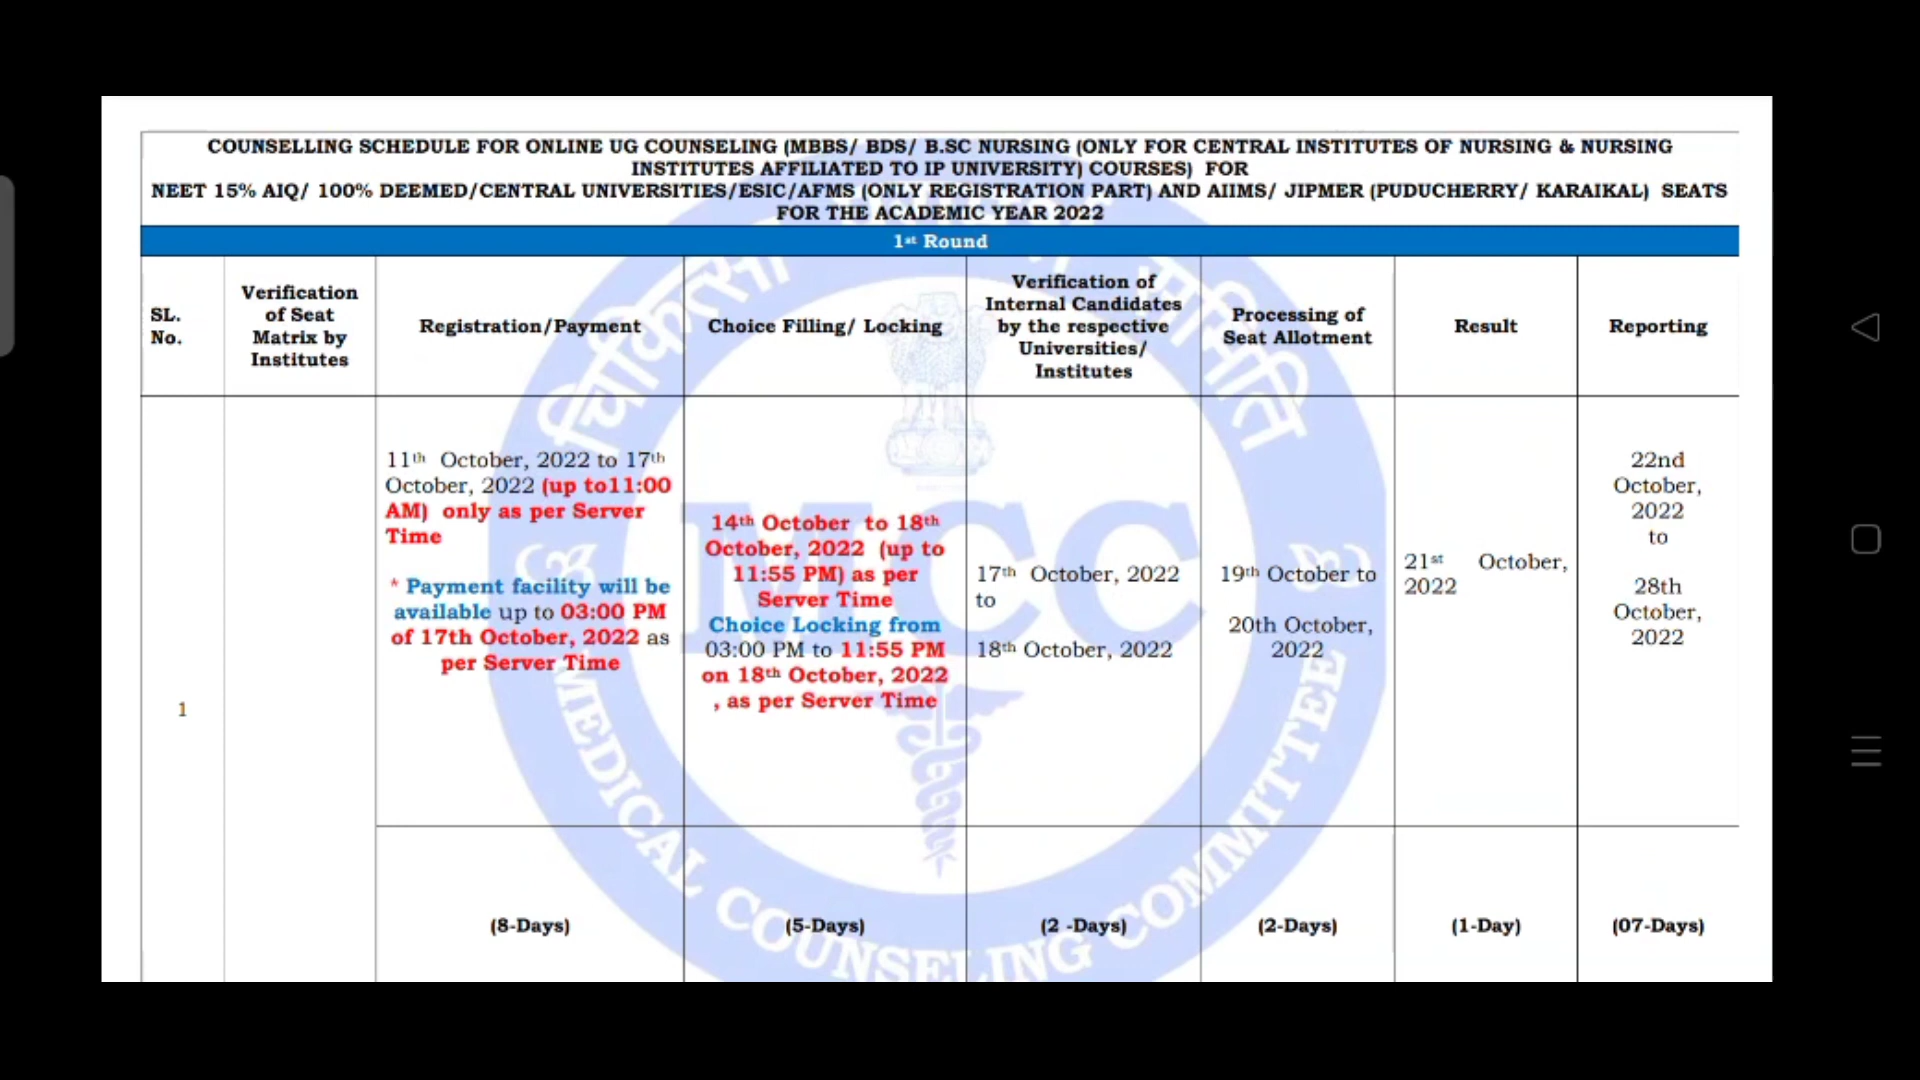 COUNSELLING SCHEDULE FOR ONLINE UG COUNSELING (MBBS/ BDS/ B.SC NURSING (ONLY FOR CENTRAL INSTITUTES OF NURSING & NURSING
INSTITUTES AFFILIATED TO IP UNIVERSITY) COURSES)  FOR
NEET 15% AIQ/ 100% DEEMED/CENTRAL UNIVERSITIES/ESIC/AFMS (ONLY REGISTRATION PART) AND AIIMS/ JIPMER (PUDUCHERRY/ KARAIKAL)  SEATS
FOR THE ACADEMIC YEAR 2022
1st Round
SL.
No.
Verification
of Seat
Matrix by
Institutes
Registration/Payment
Choice Filling/ Locking
Verification of
Internal Candidates
by the respective
Universities/
Institutes
Processing of
Seat Allotment
Result
Reporting
1
11th  October, 2022 to 17th
October, 2022 (up to11:00
AM)  only as per Server
Time
* Payment facility will be
available up to 03:00 PM
of 17th October, 2022 as
per Server Time
14th October  to 18th
October, 2022  (up to
11:55 PM) as per
Server Time
Choice Locking from
03:00 PM to 11:55 PM
on 18th October, 2022
, as per Server Time
17th  October, 2022
to
18th October, 2022
19th October to
20th October,
2022
21st October,
2022
22nd
October,
2022
to
28th
October,
2022
(8-Days)
(5-Days)
(2 -Days)
(2-Days)
(1-Day)
(07-Days)
MCC
MEDICAL COUNSELING COMMITTEE